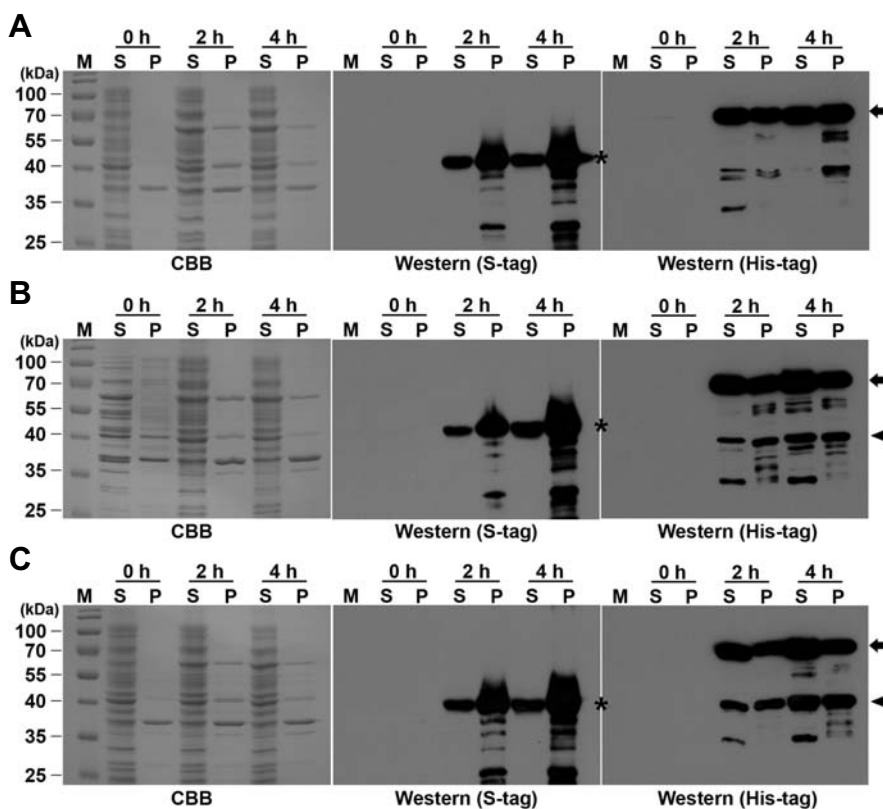 A
0 h 2 h 4 h 0 h 2 h 4 h 0 h 2 h 4 h
M S P S P S P M S P S P S P S P S P S P
(kDa)
100
70
55
40
35
25
*
CBB Western (S-tag) Western (His-tag)
B
0 h 2 h 4 h 0 h 2 h 4 h 0 h 2 h 4 h
M S P S P S P M S P S P S P M S P S P S P
(kDa)
100
70
55
40
35
25
*
CBB Western (S-tag) Western (His-tag)
C
0 h 2 h 4 h 0 h 2 h 4 h 0 h 2 h 4 h
M S P S P S P M S P S P S P M S P S P S P
(kDa)
100
70
55
40
35
25
*
CBB Western (S-tag) Western (His-tag)